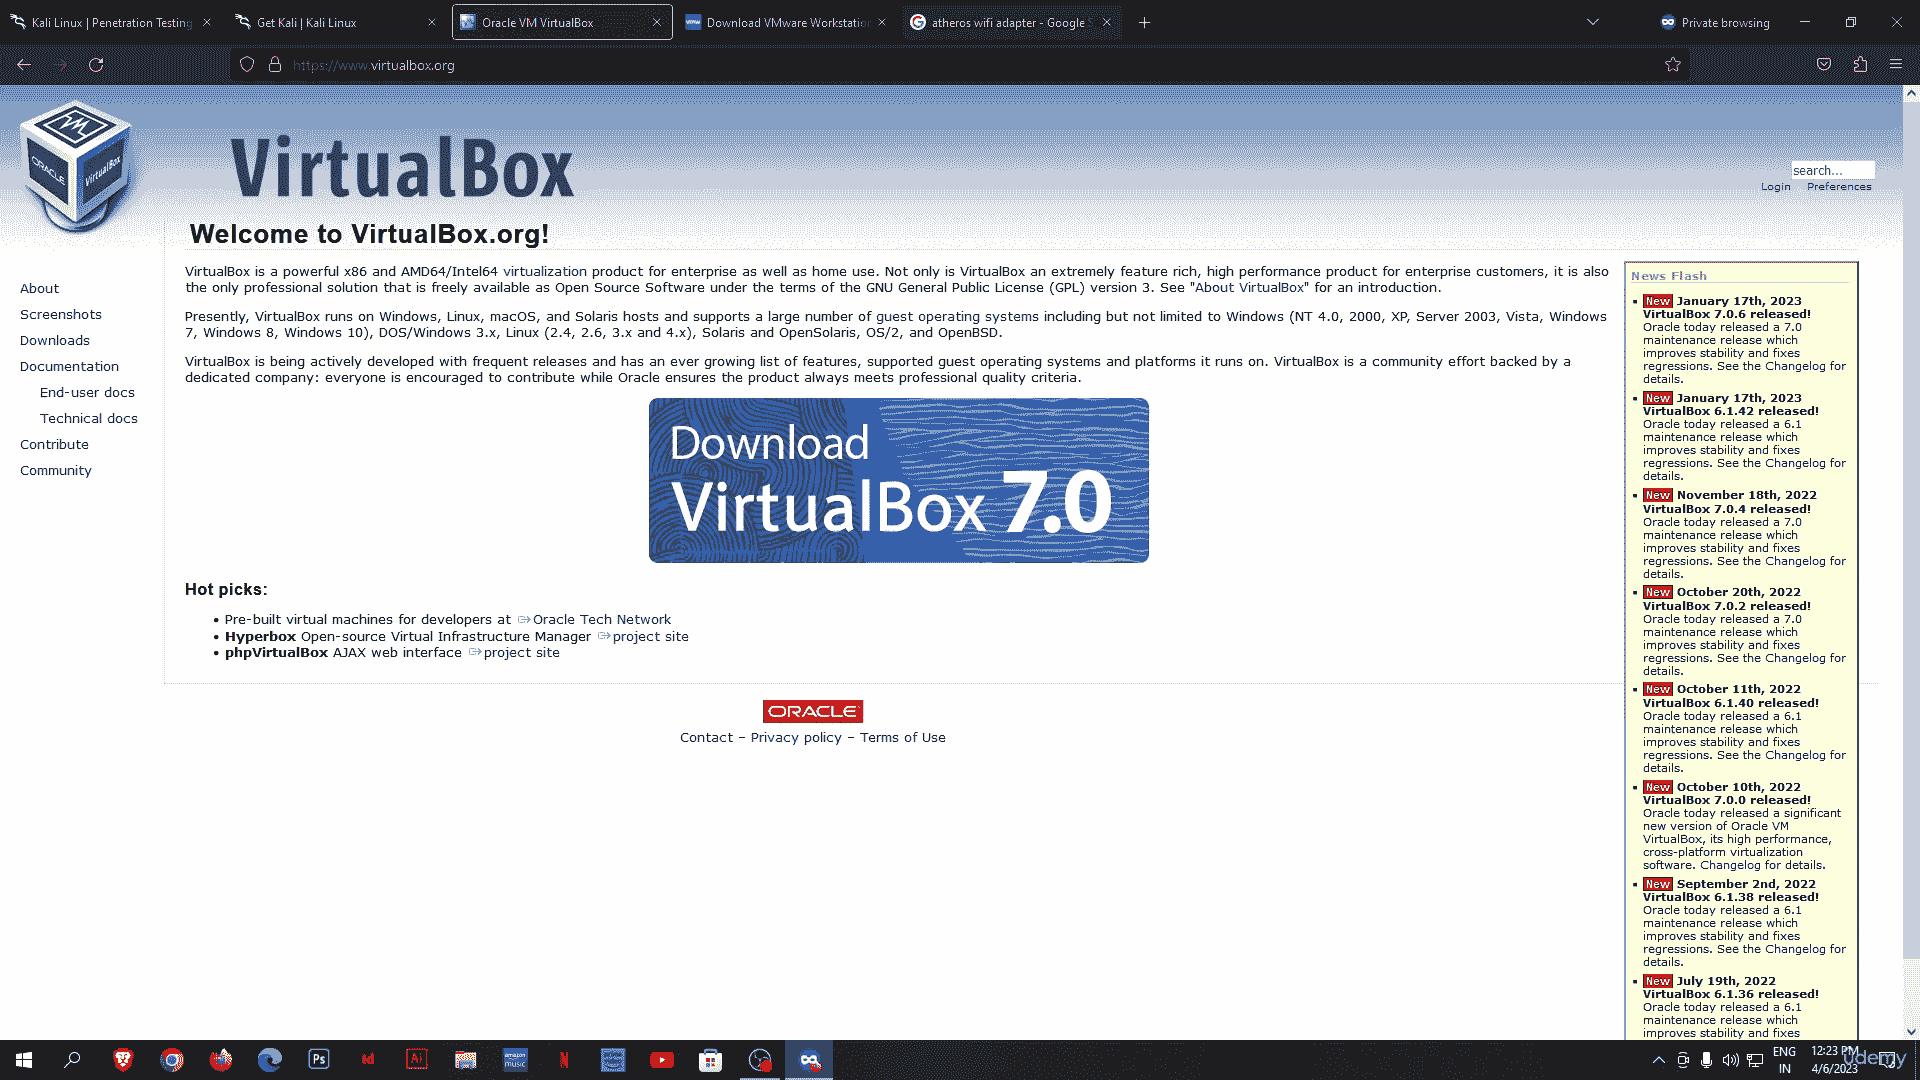 Kali Linux | Penetration Testing
Get Kali | Kali Linux
Oracle VM VirtualBox
Download VMware Workstation
atheros wifi adapter - Google S
Private browsing
https://www.virtualbox.org
ORACLE
VirtualBox
VirtualBox
search...
Login Preferences
Welcome to VirtualBox.org!
About
Screenshots
Downloads
Documentation
End-user docs
Technical docs
Contribute
Community
VirtualBox is a powerful x86 and AMD64/Intel64 virtualization product for enterprise as well as home use. Not only is VirtualBox an extremely feature rich, high performance product for enterprise customers, it is also
the only professional solution that is freely available as Open Source Software under the terms of the GNU General Public License (GPL) version 3. See "About VirtualBox" for an introduction.
Presently, VirtualBox runs on Windows, Linux, macOS, and Solaris hosts and supports a large number of guest operating systems including but not limited to Windows (NT 4.0, 2000, XP, Server 2003, Vista, Windows
7, Windows 8, Windows 10), DOS/Windows 3.x, Linux (2.4, 2.6, 3.x and 4.x), Solaris and OpenSolaris, OS/2, and OpenBSD.
VirtualBox is being actively developed with frequent releases and has an ever growing list of features, supported guest operating systems and platforms it runs on. VirtualBox is a community effort backed by a
dedicated company: everyone is encouraged to contribute while Oracle ensures the product always meets professional quality criteria.
Download
VirtualBox 7.0
Hot picks:
• Pre-built virtual machines for developers at Oracle Tech Network
• Hyperbox Open-source Virtual Infrastructure Manager project site
• phpVirtualBox AJAX web interface project site
ORACLE
Contact – Privacy policy – Terms of Use
News Flash
New January 17th, 2023
VirtualBox 7.0.6 released!
Oracle today released a 7.0
maintenance release which
improves stability and fixes
regressions. See the Changelog for
details.
New January 17th, 2023
VirtualBox 6.1.42 released!
Oracle today released a 6.1
maintenance release which
improves stability and fixes
regressions. See the Changelog for
details.
New November 18th, 2022
VirtualBox 7.0.4 released!
Oracle today released a 7.0
maintenance release which
improves stability and fixes
regressions. See the Changelog for
details.
New October 20th, 2022
VirtualBox 7.0.2 released!
Oracle today released a 7.0
maintenance release which
improves stability and fixes
regressions. See the Changelog for
details.
New October 11th, 2022
VirtualBox 6.1.40 released!
Oracle today released a 6.1
maintenance release which
improves stability and fixes
regressions. See the Changelog for
details.
New October 10th, 2022
VirtualBox 7.0.0 released!
Oracle today released a significant
new version of Oracle VM
VirtualBox, its high performance,
cross-platform virtualization
software. Changelog for details.
New September 2nd, 2022
VirtualBox 6.1.38 released!
Oracle today released a 6.1
maintenance release which
improves stability and fixes
regressions. See the Changelog for
details.
New July 19th, 2022
VirtualBox 6.1.36 released!
Oracle today released a 6.1
maintenance release which
improves stability and fixes
Ps
Id
Ai
amazon
music
N
ENG
IN
12:23 PM
4/6/2023
udemy